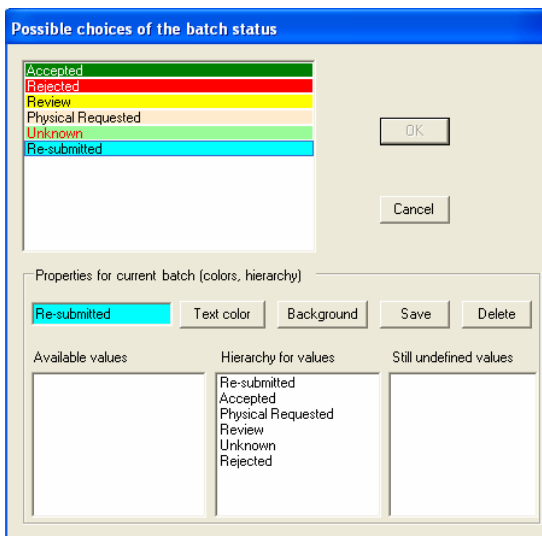 Possible choices of the batch status
Accepted
Rejected
Review
Physical Requested
Unknown
Re-submitted
OK
Cancel
Properties for current batch (colors, hierarchy)
Re-submitted
Text color
Background
Save
Delete
Available values
Hierarchy for values
Still undefined values
Re-submitted
Accepted
Physical Requested
Review
Unknown
Rejected